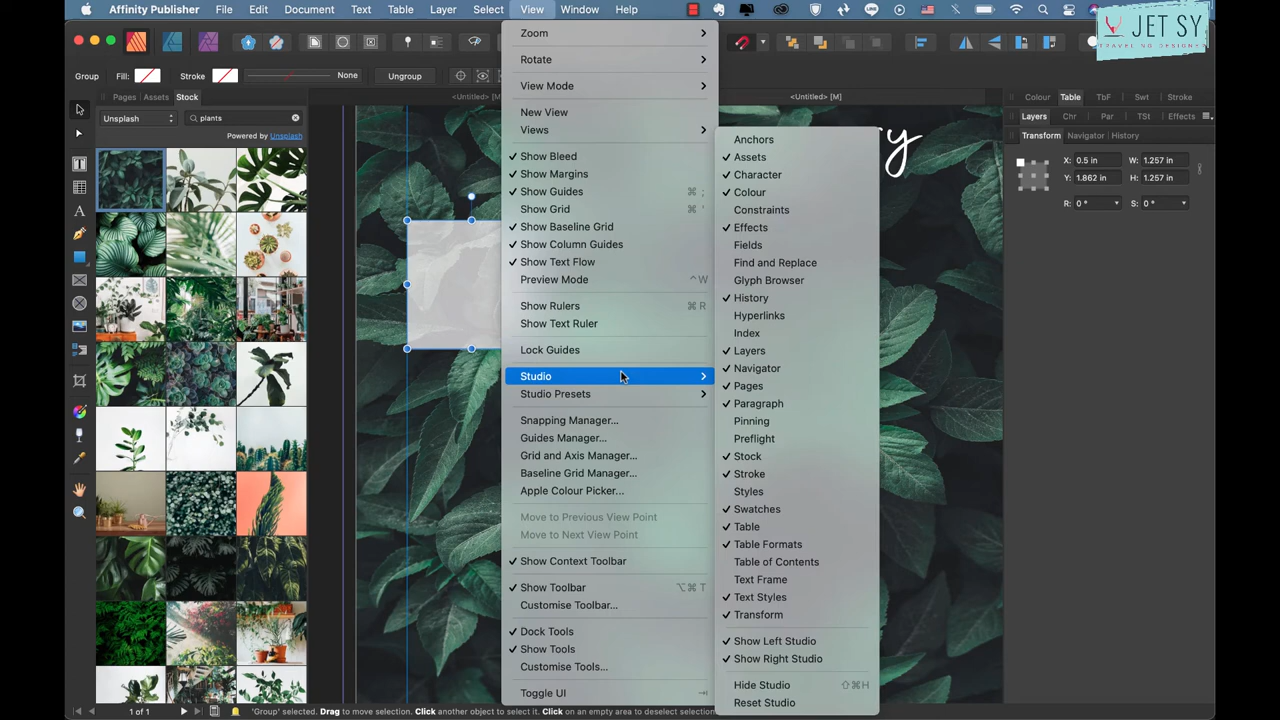 Affinity Publisher File Edit Document Text Table Layer Select View Window Help
JET SY
TRAVELING DESIGNER
Group Fill: Stroke None Ungroup
Pages Assets Stock
<Untitled> [M]
<Untitled> [M]
Unsplash
plants
Powered by Unsplash
Zoom
Rotate
View Mode
New View
Views
Show Bleed
Show Margins
Show Guides ⌘ ;
Show Grid ⌘ '
Show Baseline Grid
Show Column Guides
Show Text Flow
Preview Mode ^W
Show Rulers ⌘ R
Show Text Ruler
Lock Guides
Studio
Studio Presets
Snapping Manager...
Guides Manager...
Grid and Axis Manager...
Baseline Grid Manager...
Apple Colour Picker...
Move to Previous View Point
Move to Next View Point
Show Context Toolbar
Show Toolbar ⌥⌘ T
Customise Toolbar...
Dock Tools
Show Tools
Customise Tools...
Toggle UI
Anchors
Assets
Character
Colour
Constraints
Effects
Fields
Find and Replace
Glyph Browser
History
Hyperlinks
Index
Layers
Navigator
Pages
Paragraph
Pinning
Preflight
Stock
Stroke
Styles
Swatches
Table
Table Formats
Table of Contents
Text Frame
Text Styles
Transform
Show Left Studio
Show Right Studio
Hide Studio ⇧⌘H
Reset Studio
Colour Table TbF Swt Stroke
Layers Chr Par TSt Effects
Transform Navigator History
X: 0.5 in W: 1.257 in
Y: 1.862 in H: 1.257 in
R: 0 ° S: 0 °
1 of 1
'Group' selected. Drag to move selection. Click another object to select it. Click on an empty area to deselect selection